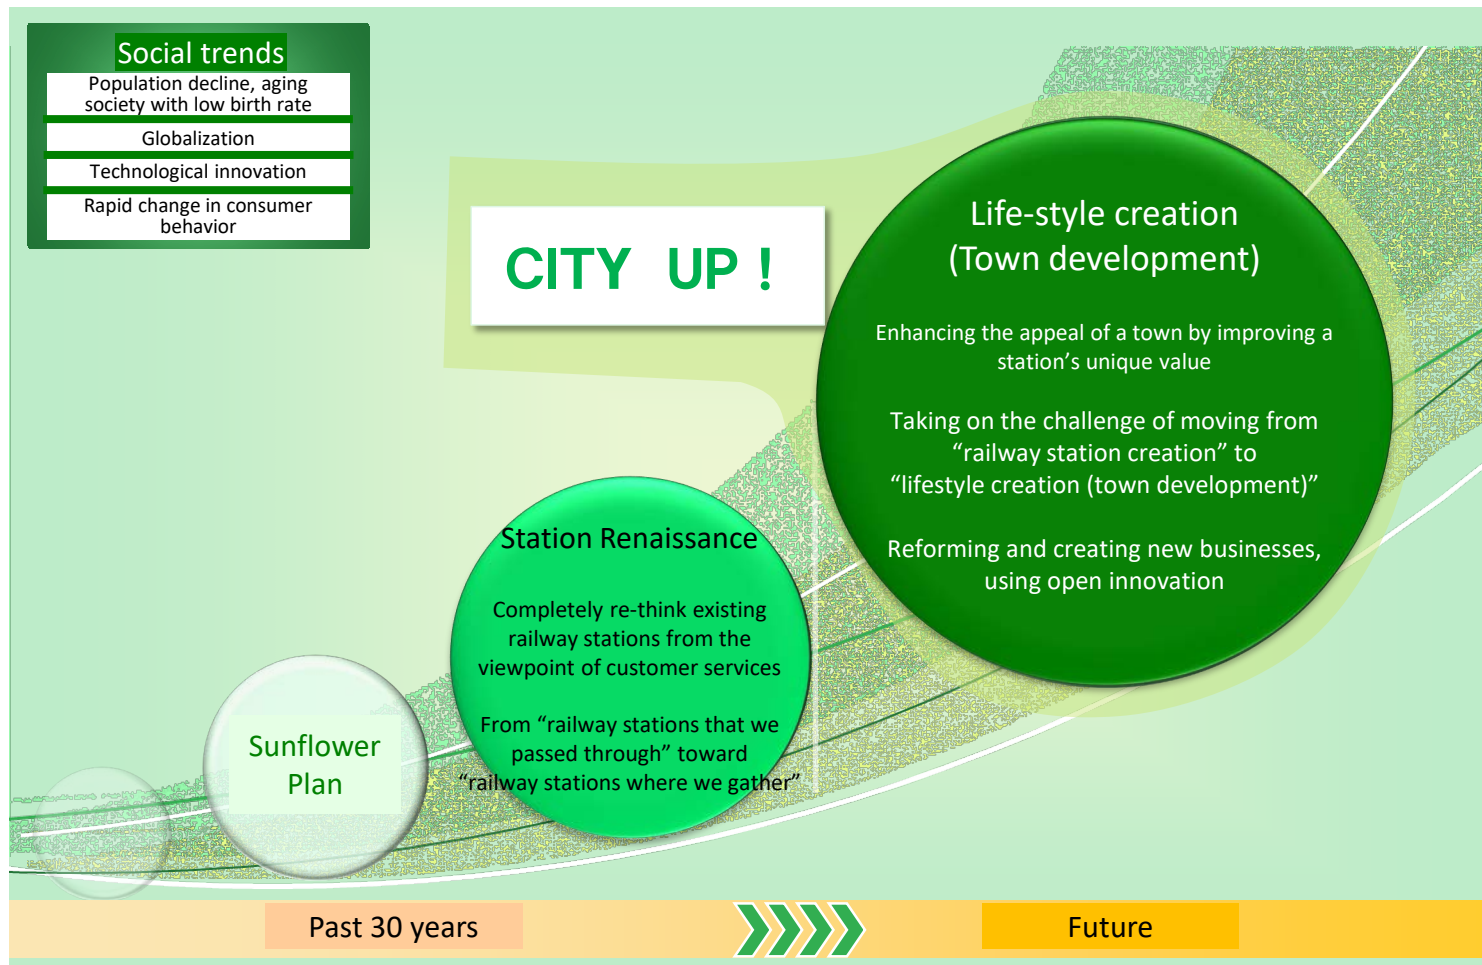 Social trends
Population decline, aging
society with low birth rate
Globalization
Technological innovation
Rapid change in consumer
behavior
CITY UP !
Life-style creation
(Town development)
Enhancing the appeal of a town by improving a
station’s unique value
Taking on the challenge of moving from
“railway station creation” to
“lifestyle creation (town development)”
Reforming and creating new businesses,
using open innovation
Station Renaissance
Completely re-think existing
railway stations from the
viewpoint of customer services
From “railway stations that we
passed through” toward
“railway stations where we gather”
Sunflower
Plan
Past 30 years
Future